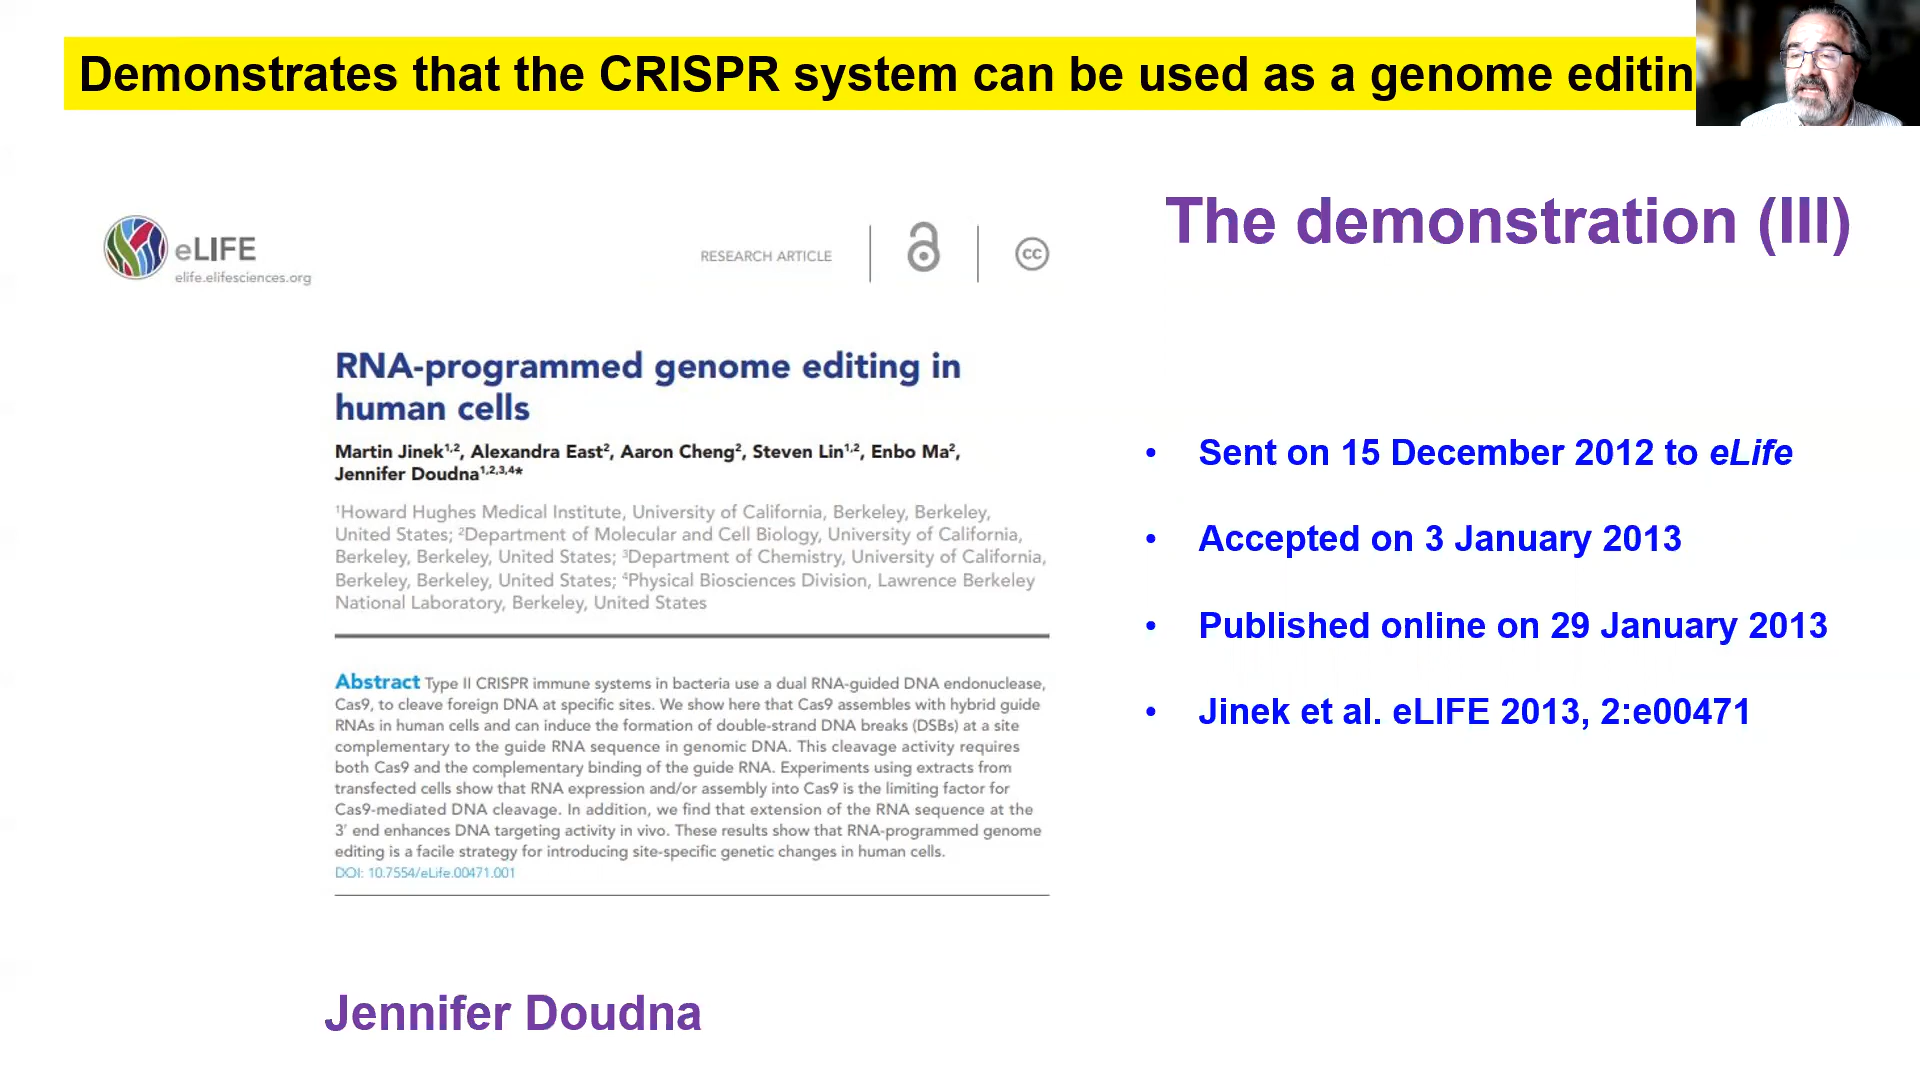 Demonstrates that the CRISPR system can be used as a genome editin
The demonstration (III)
eLIFE
elife.elifesciences.org
RESEARCH ARTICLE
cc
RNA-programmed genome editing in
human cells
Martin Jinek1,2, Alexandra East2, Aaron Cheng2, Steven Lin1,2, Enbo Ma2,
Jennifer Doudna1,2,3,4*
1Howard Hughes Medical Institute, University of California, Berkeley, Berkeley,
United States; 2Department of Molecular and Cell Biology, University of California,
Berkeley, Berkeley, United States; 3Department of Chemistry, University of California,
Berkeley, Berkeley, United States; 4Physical Biosciences Division, Lawrence Berkeley
National Laboratory, Berkeley, United States
Abstract Type II CRISPR immune systems in bacteria use a dual RNA-guided DNA endonuclease,
Cas9, to cleave foreign DNA at specific sites. We show here that Cas9 assembles with hybrid guide
RNAs in human cells and can induce the formation of double-strand DNA breaks (DSBs) at a site
complementary to the guide RNA sequence in genomic DNA. This cleavage activity requires
both Cas9 and the complementary binding of the guide RNA. Experiments using extracts from
transfected cells show that RNA expression and/or assembly into Cas9 is the limiting factor for
Cas9-mediated DNA cleavage. In addition, we find that extension of the RNA sequence at the
3′ end enhances DNA targeting activity in vivo. These results show that RNA-programmed genome
editing is a facile strategy for introducing site-specific genetic changes in human cells.
DOI: 10.7554/eLife.00471.001
• Sent on 15 December 2012 to eLife
• Accepted on 3 January 2013
• Published online on 29 January 2013
• Jinek et al. eLIFE 2013, 2:e00471
Jennifer Doudna